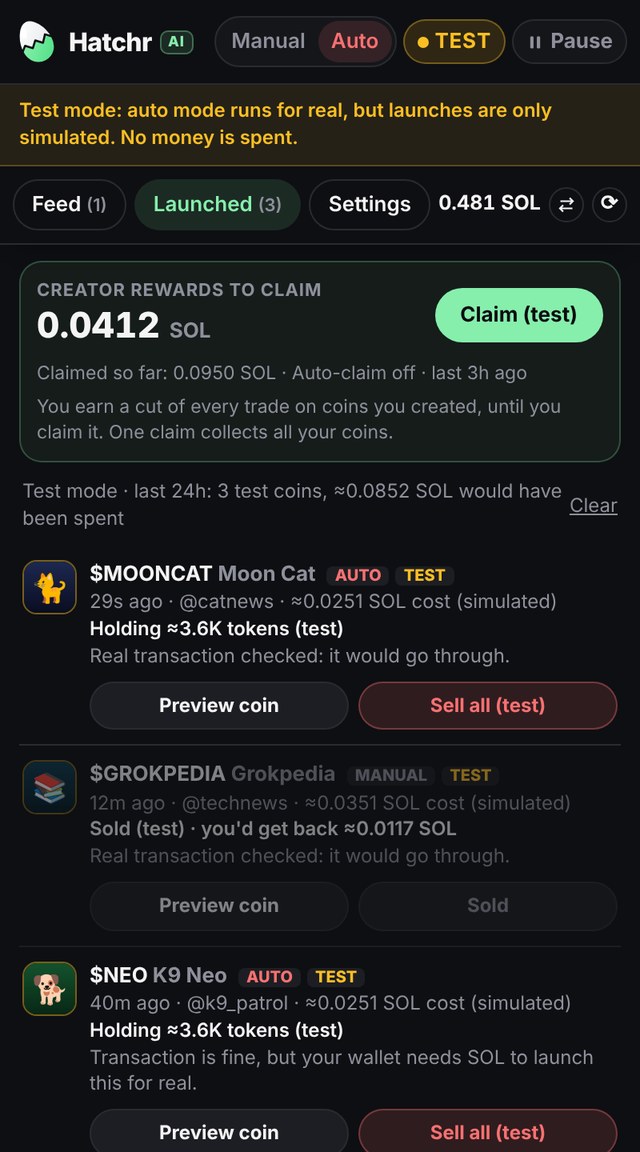 Hatchr AI Manual Auto TEST Pause
Test mode: auto mode runs for real, but launches are only
simulated. No money is spent.
Feed (1) Launched (3) Settings 0.481 SOL
CREATOR REWARDS TO CLAIM
0.0412 SOL
Claim (test)
Claimed so far: 0.0950 SOL · Auto-claim off · last 3h ago
You earn a cut of every trade on coins you created, until you
claim it. One claim collects all your coins.
Test mode · last 24h: 3 test coins, ≈0.0852 SOL would have
been spent
Clear
$MOONCAT Moon Cat AUTO TEST
29s ago · @catnews · ≈0.0251 SOL cost (simulated)
Holding ≈3.6K tokens (test)
Real transaction checked: it would go through.
Preview coin Sell all (test)
$GROKPEDIA Grokpedia MANUAL TEST
12m ago · @technews · ≈0.0351 SOL cost (simulated)
Sold (test) · you'd get back ≈0.0117 SOL
Real transaction checked: it would go through.
Preview coin Sold
$NEO K9 Neo AUTO TEST
40m ago · @k9_patrol · ≈0.0251 SOL cost (simulated)
Holding ≈3.6K tokens (test)
Transaction is fine, but your wallet needs SOL to launch
this for real.
Preview coin Sell all (test)